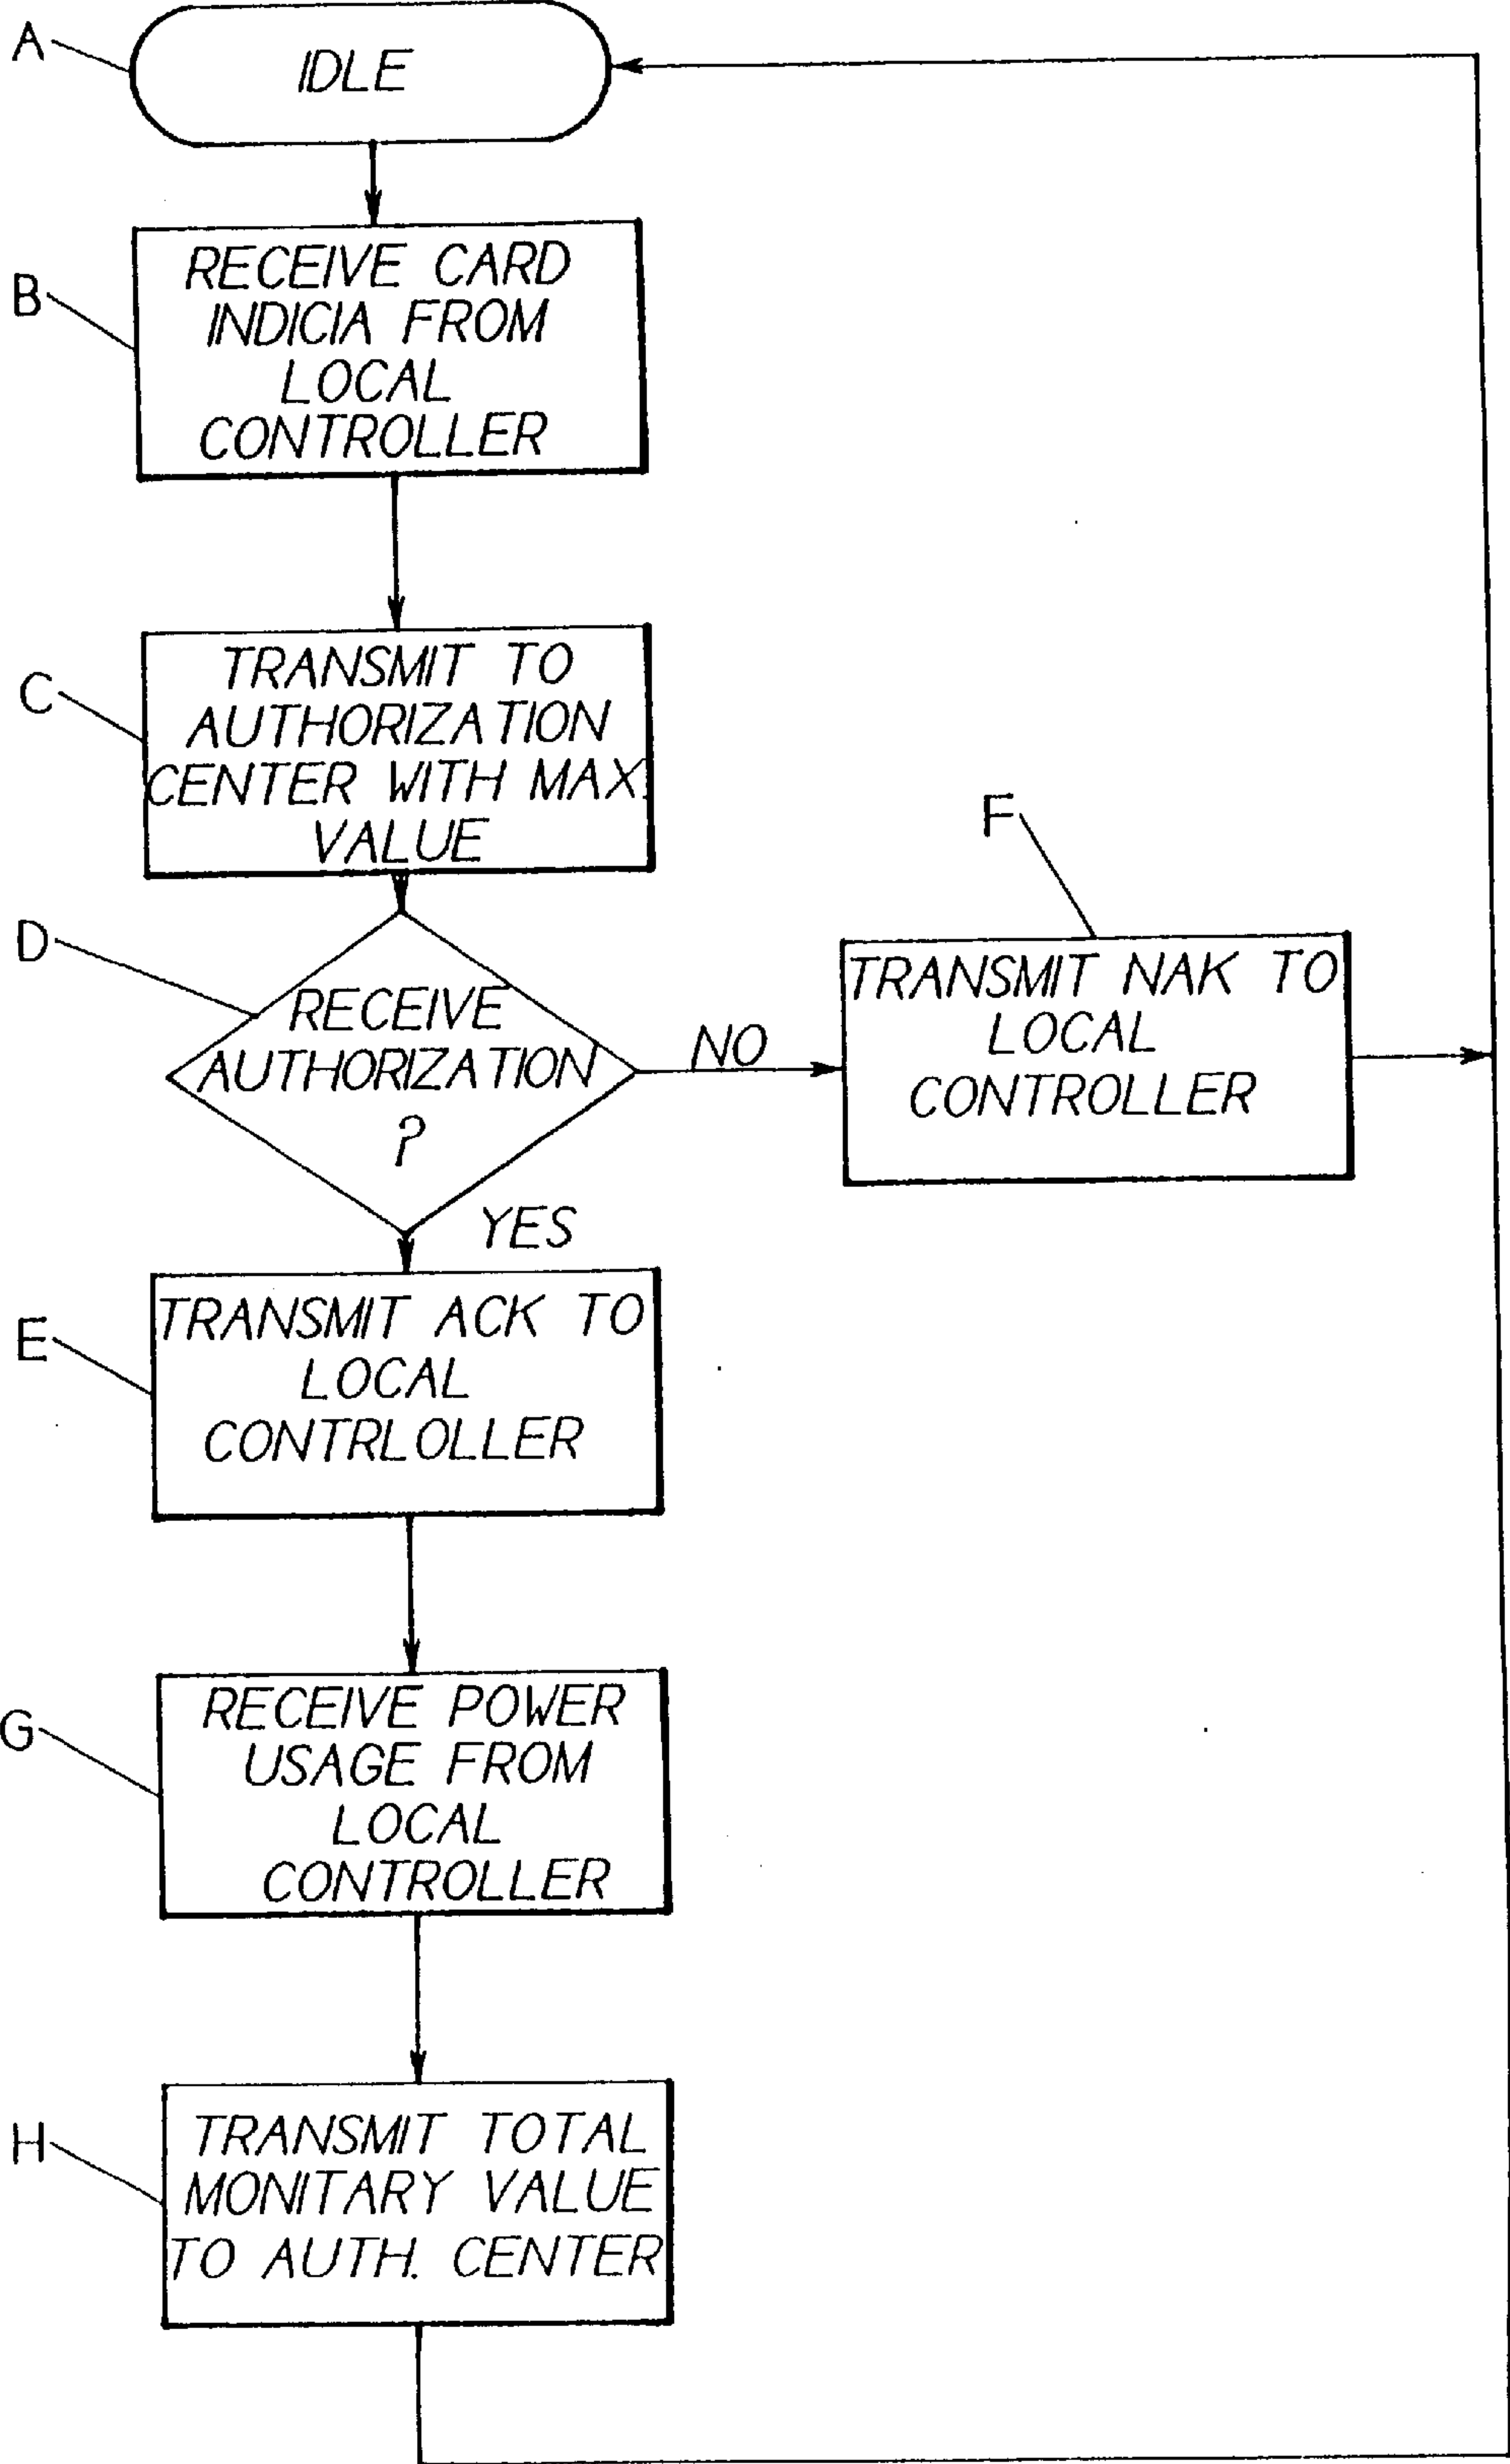 A
IDLE
B
RECEIVE CARD
INDICIA FROM
LOCAL
CONTROLLER
C
TRANSMIT TO
AUTHORIZATION
CENTER WITH MAX.
VALUE
D
RECEIVE
AUTHORIZATION
?
NO
F
TRANSMIT NAK TO
LOCAL
CONTROLLER
YES
E
TRANSMIT ACK TO
LOCAL
CONTRLOLLER
G
RECEIVE POWER
USAGE FROM
LOCAL
CONTROLLER
H
TRANSMIT TOTAL
MONITARY VALUE
TO AUTH. CENTER